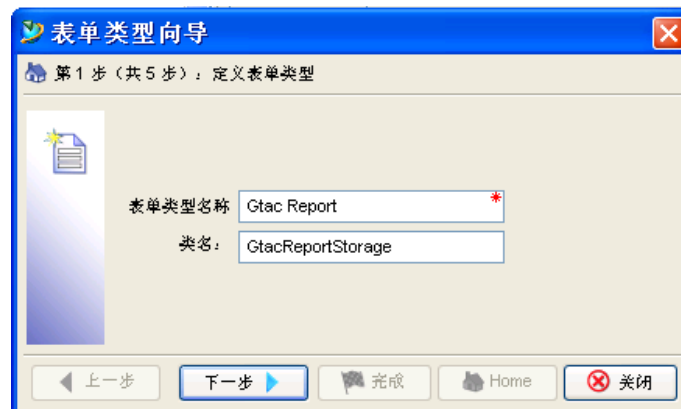 表单类型向导
第1步（共5步）：定义表单类型
表单类型名称 Gtac Report *
类名： GtacReportStorage
上一步 下一步 完成 Home 关闭